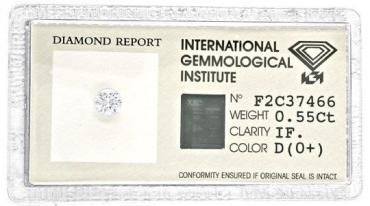 DIAMOND REPORT
INTERNATIONAL
GEMMOLOGICAL
INSTITUTE
Nº F2C37466
WEIGHT 0.55Ct
CLARITY IF.
COLOR D(0+)
CONFORMITY ENSURED IF ORIGINAL SEAL IS INTACT